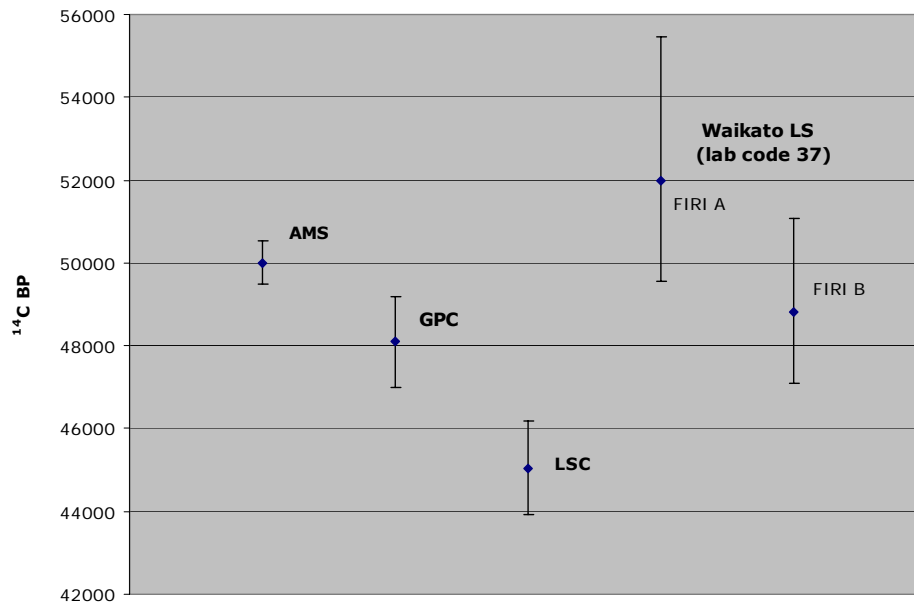 56000
54000
52000
50000
48000
46000
44000
42000
¹⁴C BP
AMS
GPC
LSC
Waikato LS
(lab code 37)
FIRI A
FIRI B